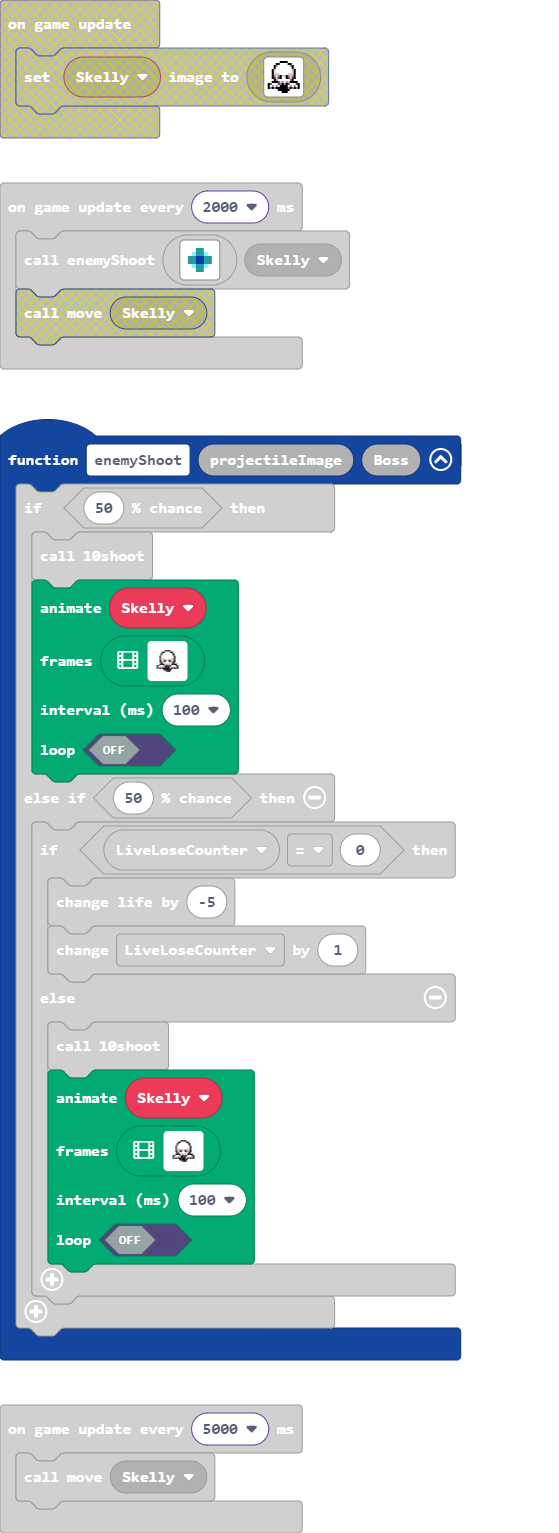 on game update
set Skelly image to
on game update every 2000 ms
call enemyShoot Skelly
call move Skelly
function enemyShoot projectileImage Boss
if 50 % chance then
call 10shoot
animate Skelly
frames
interval (ms) 100
loop OFF
else if 50 % chance then
if LiveLoseCounter = 0 then
change life by -5
change LiveLoseCounter by 1
else
call 10shoot
animate Skelly
frames
interval (ms) 100
loop OFF
on game update every 5000 ms
call move Skelly